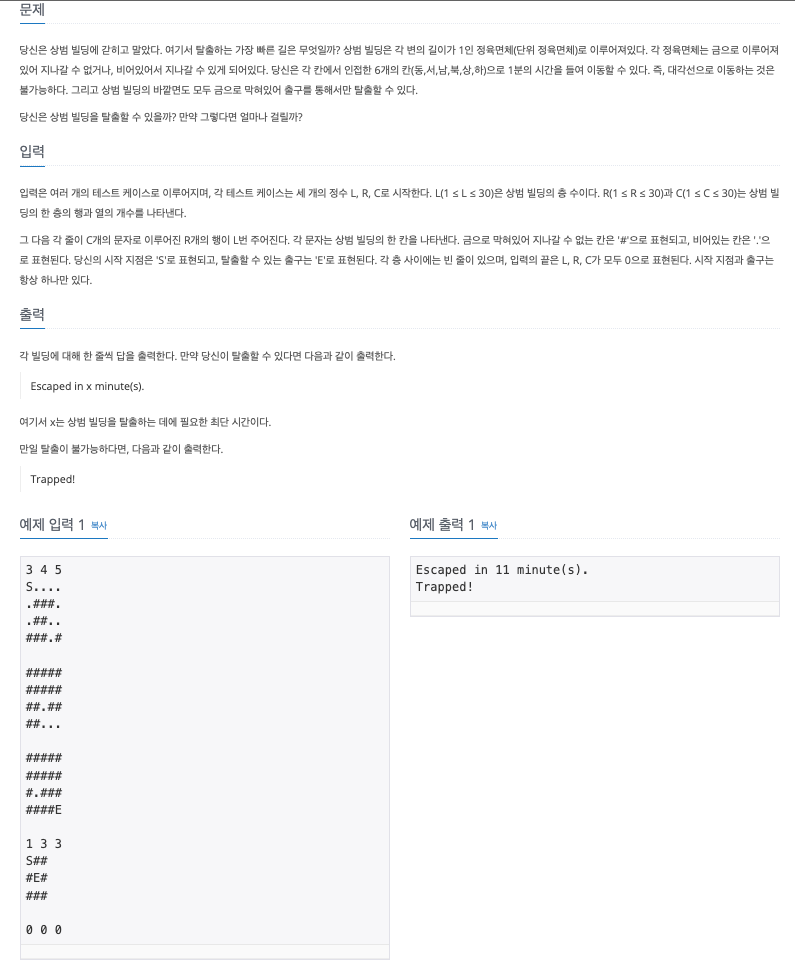 문제
당신은 상범 빌딩에 갇히고 말았다. 여기서 탈출하는 가장 빠른 길은 무엇일까? 상범 빌딩은 각 변의 길이가 1인 정육면체(단위 정육면체)로 이루어져있다. 각 정육면체는 금으로 이루어져
있어 지나갈 수 없거나, 비어있어서 지나갈 수 있게 되어있다. 당신은 각 칸에서 인접한 6개의 칸(동,서,남,북,상,하)으로 1분의 시간을 들여 이동할 수 있다. 즉, 대각선으로 이동하는 것은
불가능하다. 그리고 상범 빌딩의 바깥면도 모두 금으로 막혀있어 출구를 통해서만 탈출할 수 있다.
당신은 상범 빌딩을 탈출할 수 있을까? 만약 그렇다면 얼마나 걸릴까?
입력
입력은 여러 개의 테스트 케이스로 이루어지며, 각 테스트 케이스는 세 개의 정수 L, R, C로 시작한다. L(1 ≤ L ≤ 30)은 상범 빌딩의 층 수이다. R(1 ≤ R ≤ 30)과 C(1 ≤ C ≤ 30)는 상범 빌
딩의 한 층의 행과 열의 개수를 나타낸다.
그 다음 각 줄이 C개의 문자로 이루어진 R개의 행이 L번 주어진다. 각 문자는 상범 빌딩의 한 칸을 나타낸다. 금으로 막혀있어 지나갈 수 없는 칸은 '#'으로 표현되고, 비어있는 칸은 '.'으
로 표현된다. 당신의 시작 지점은 'S'로 표현되고, 탈출할 수 있는 출구는 'E'로 표현된다. 각 층 사이에는 빈 줄이 있으며, 입력의 끝은 L, R, C가 모두 0으로 표현된다. 시작 지점과 출구는
항상 하나만 있다.
출력
각 빌딩에 대해 한 줄씩 답을 출력한다. 만약 당신이 탈출할 수 있다면 다음과 같이 출력한다.
Escaped in x minute(s).
여기서 x는 상범 빌딩을 탈출하는 데에 필요한 최단 시간이다.
만일 탈출이 불가능하다면, 다음과 같이 출력한다.
Trapped!
예제 입력 1 복사
3 4 5
S....
.###.
.##..
###.#

#####
#####
##.##
##...

#####
#####
#.###
####E

1 3 3
S##
#E#
###

0 0 0
예제 출력 1 복사
Escaped in 11 minute(s).
Trapped!